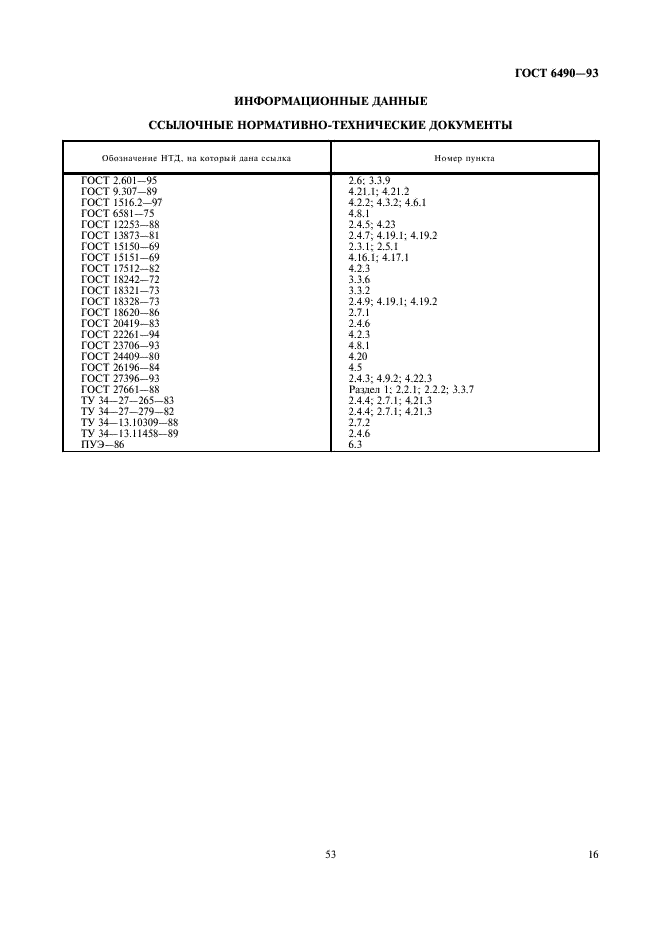 ГОСТ 6490—93
ИНФОРМАЦИОННЫЕ ДАННЫЕ
ССЫЛОЧНЫЕ НОРМАТИВНО-ТЕХНИЧЕСКИЕ ДОКУМЕНТЫ
Обозначение НТД, на который дана ссылка Номер пункта
ГОСТ 2.601—95 2.6; 3.3.9
ГОСТ 9.307—89 4.21.1; 4.21.2
ГОСТ 1516.2—97 4.2.2; 4.3.2; 4.6.1
ГОСТ 6581—75 4.8.1
ГОСТ 12253—88 2.4.5; 4.23
ГОСТ 13873—81 2.4.7; 4.19.1; 4.19.2
ГОСТ 15150—69 2.3.1; 2.5.1
ГОСТ 15151—69 4.16.1; 4.17.1
ГОСТ 17512—82 4.2.3
ГОСТ 18242—72 3.3.6
ГОСТ 18321—73 3.3.2
ГОСТ 18328—73 2.4.9; 4.19.1; 4.19.2
ГОСТ 18620—86 2.7.1
ГОСТ 20419—83 2.4.6
ГОСТ 22261—94 4.2.3
ГОСТ 23706—93 4.8.1
ГОСТ 24409—80 4.20
ГОСТ 26196—84 4.5
ГОСТ 27396—93 2.4.3; 4.9.2; 4.22.3
ГОСТ 27661—88 Раздел 1; 2.2.1; 2.2.2; 3.3.7
ТУ 34—27—265—83 2.4.4; 2.7.1; 4.21.3
ТУ 34—27—279—82 2.4.4; 2.7.1; 4.21.3
ТУ 34—13.10309—88 2.7.2
ТУ 34—13.11458—89 2.4.6
ПУЭ—86 6.3
53 16